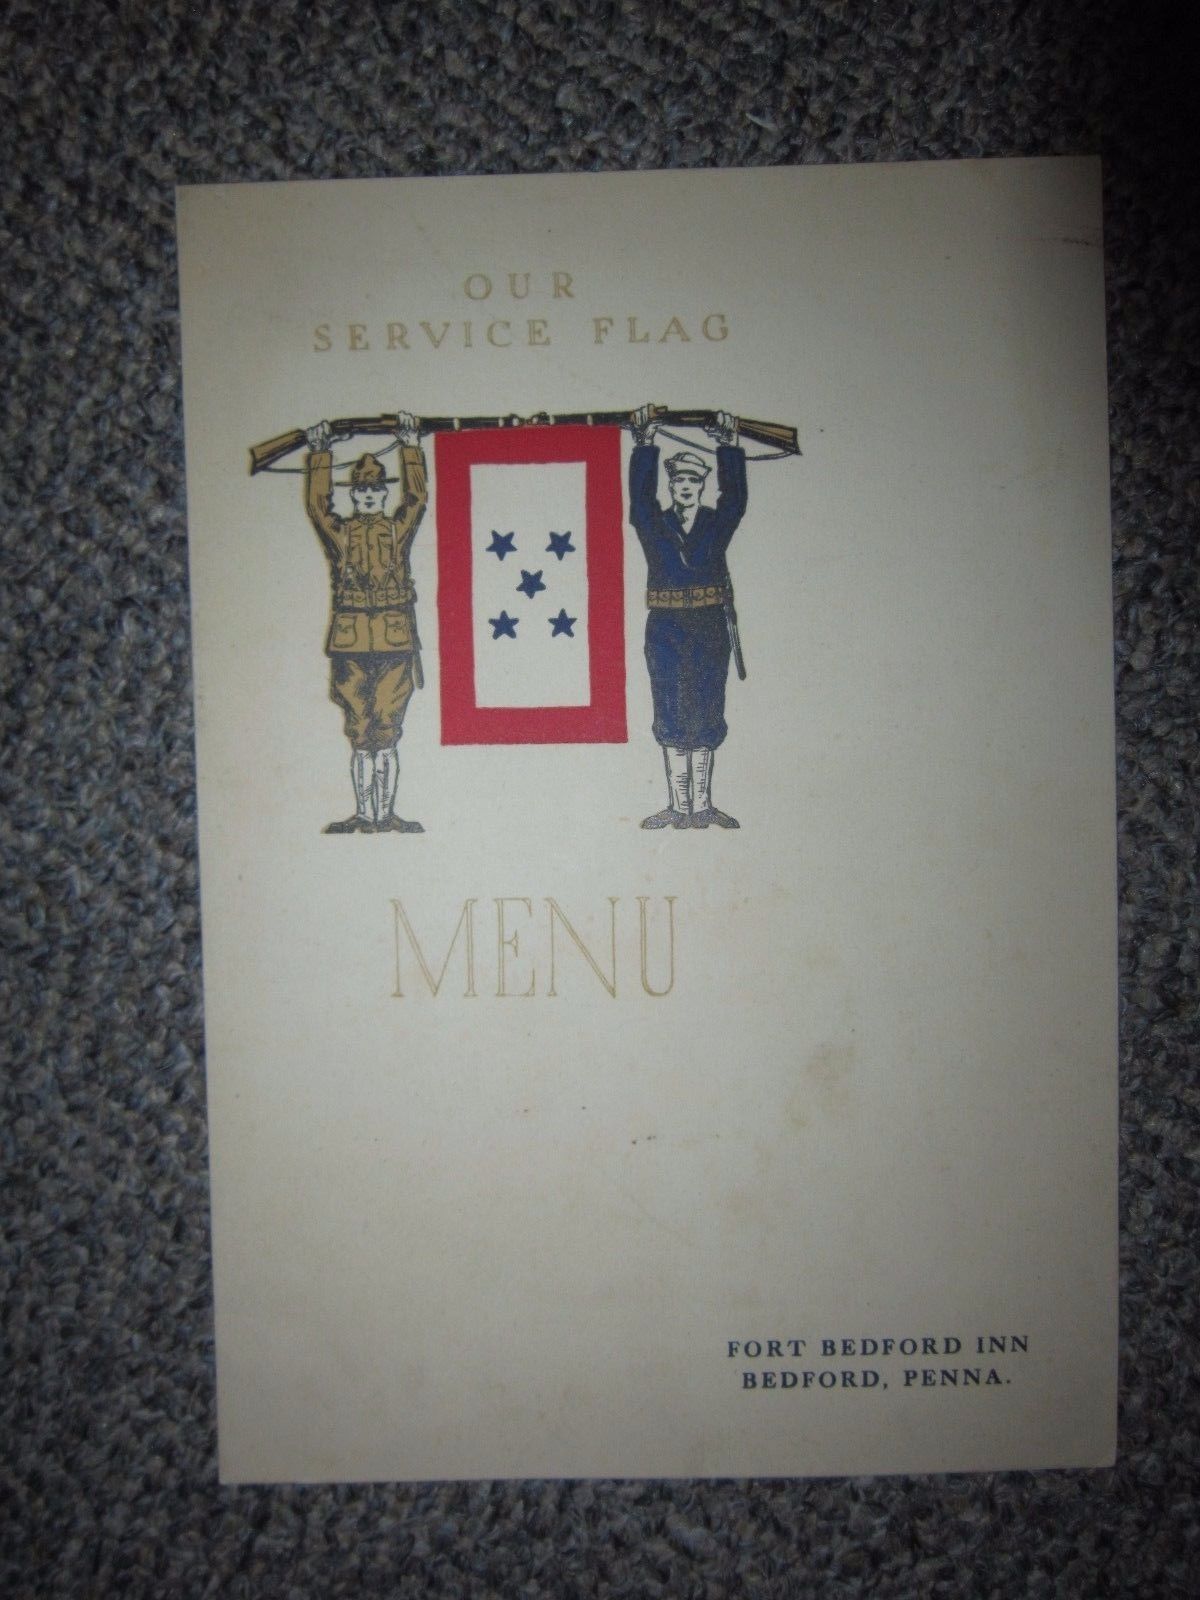 OUR
SERVICE FLAG
MENU
FORT BEDFORD INN
BEDFORD, PENNA.